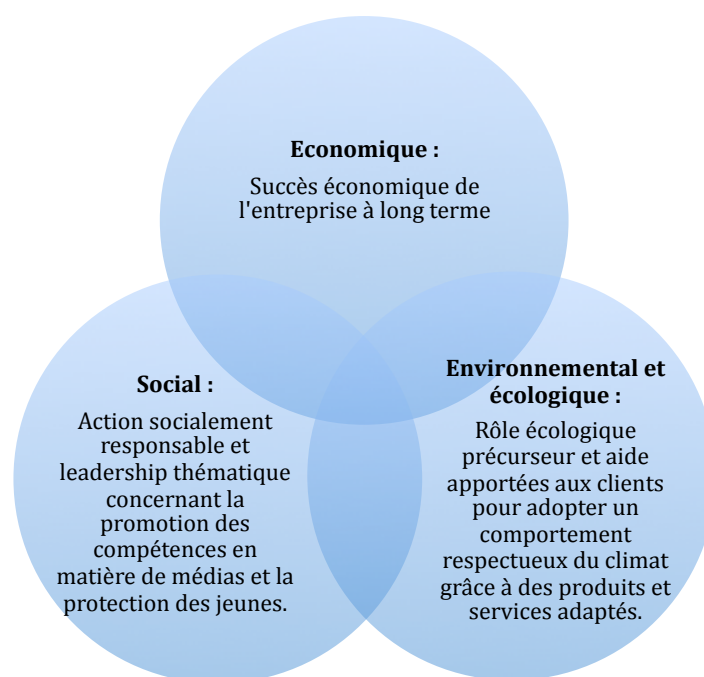 Economique :
Succès économique de
l'entreprise à long terme
Social :
Action socialement
responsable et
leadership thématique
concernant la
promotion des
compétences en
matière de médias et la
protection des jeunes.
Environnemental et
écologique :
Rôle écologique
précurseur et aide
apportées aux clients
pour adopter un
comportement
respectueux du climat
grâce à des produits et
services adaptés.